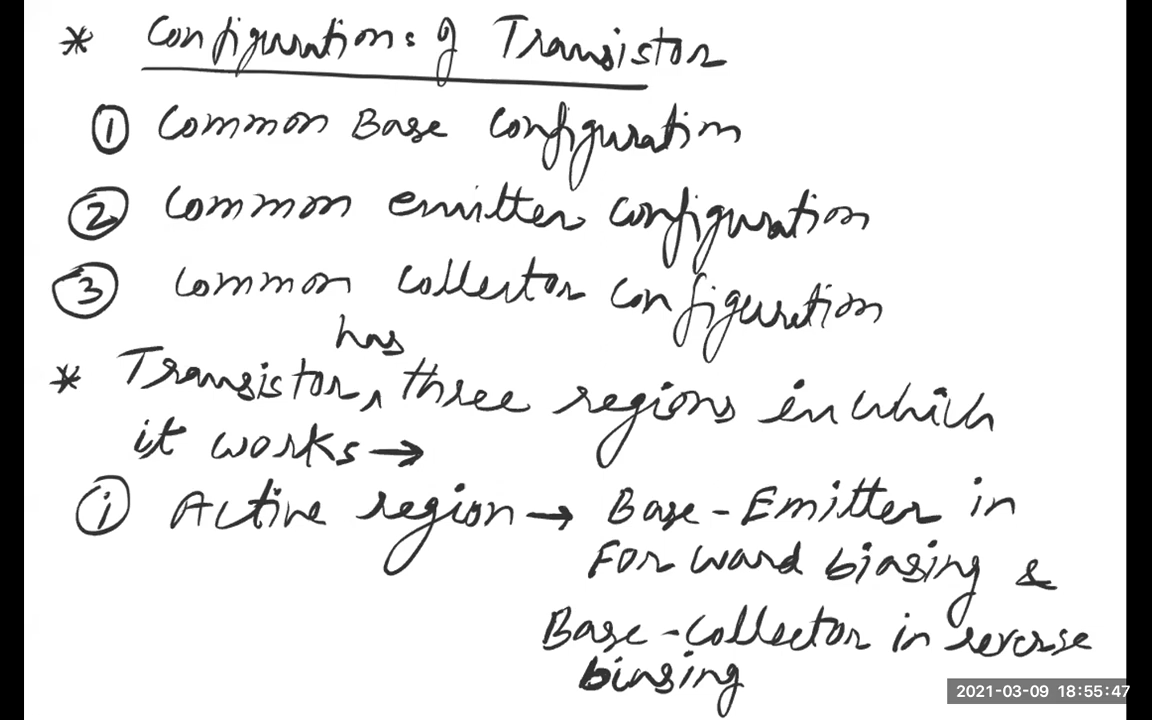 * Configurations of Transistor
① Common Base Configuration
② Common emitter configuration
③ Common Collector Configuration
has
* Transistor ^ three regions in which
it works →
ⓘ Active region → Base-Emitter in
Forward biasing &
Base-Collector in reverse
biasing
2021-03-09 18:55:47